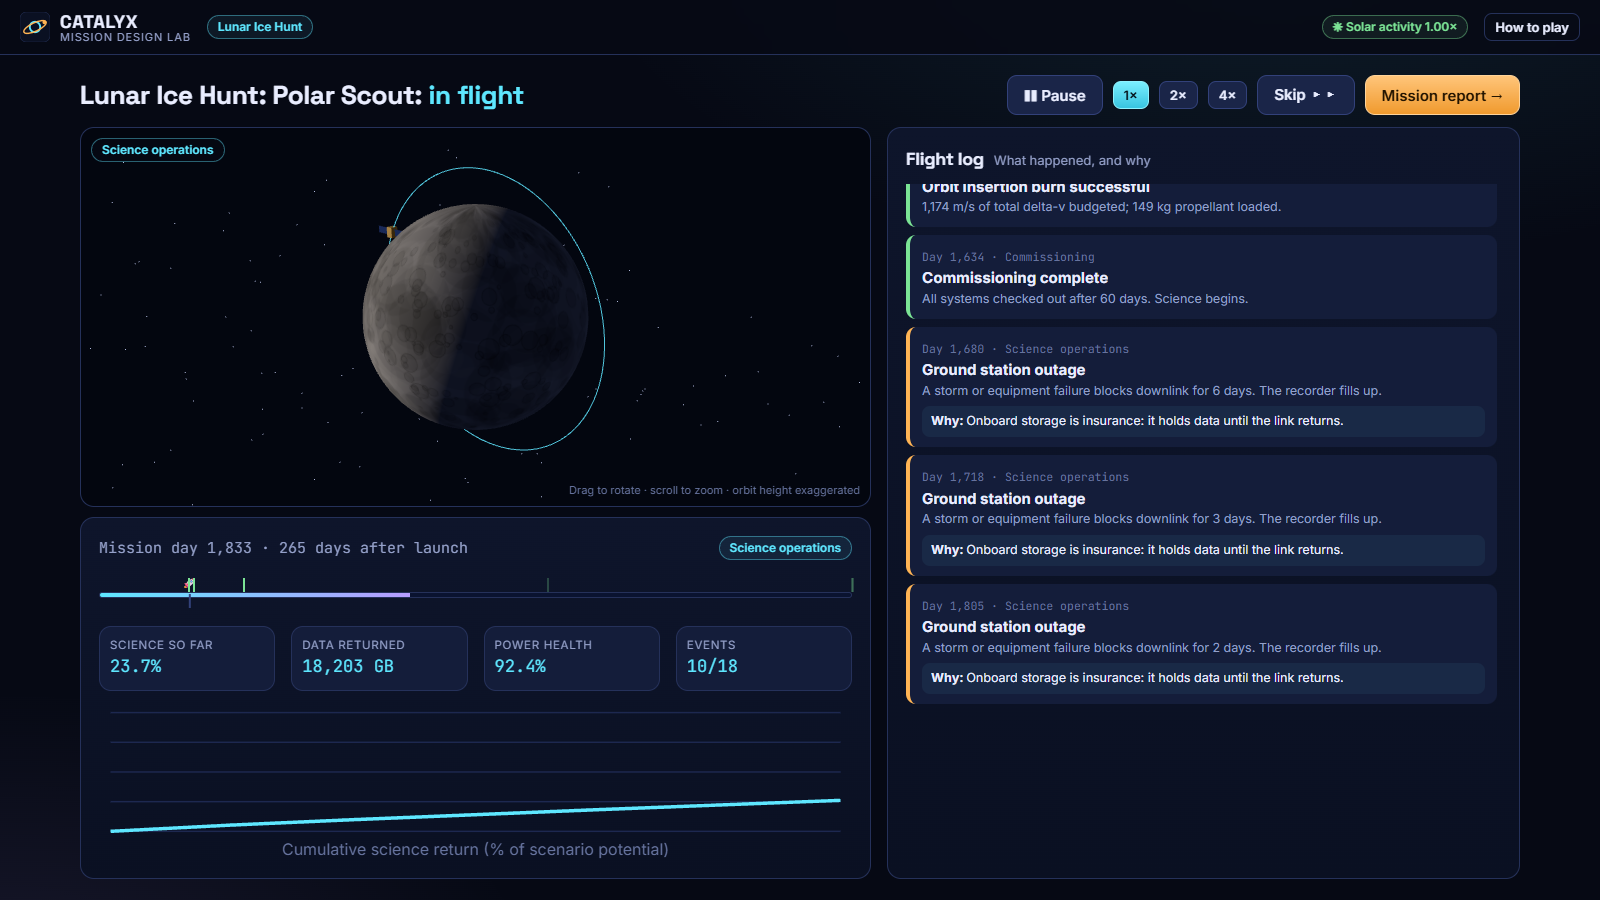 CATALYX
MISSION DESIGN LAB
Lunar Ice Hunt
Solar activity 1.00×
How to play
Lunar Ice Hunt: Polar Scout: in flight
Pause
1×
2×
4×
Skip
Mission report →
Science operations
Drag to rotate · scroll to zoom · orbit height exaggerated
Mission day 1,833 · 265 days after launch
Science operations
SCIENCE SO FAR
23.7%
DATA RETURNED
18,203 GB
POWER HEALTH
92.4%
EVENTS
10/18
Cumulative science return (% of scenario potential)
Flight log What happened, and why
Orbit insertion burn successful
1,174 m/s of total delta-v budgeted; 149 kg propellant loaded.
Day 1,634 · Commissioning
Commissioning complete
All systems checked out after 60 days. Science begins.
Day 1,680 · Science operations
Ground station outage
A storm or equipment failure blocks downlink for 6 days. The recorder fills up.
Why: Onboard storage is insurance: it holds data until the link returns.
Day 1,718 · Science operations
Ground station outage
A storm or equipment failure blocks downlink for 3 days. The recorder fills up.
Why: Onboard storage is insurance: it holds data until the link returns.
Day 1,805 · Science operations
Ground station outage
A storm or equipment failure blocks downlink for 2 days. The recorder fills up.
Why: Onboard storage is insurance: it holds data until the link returns.